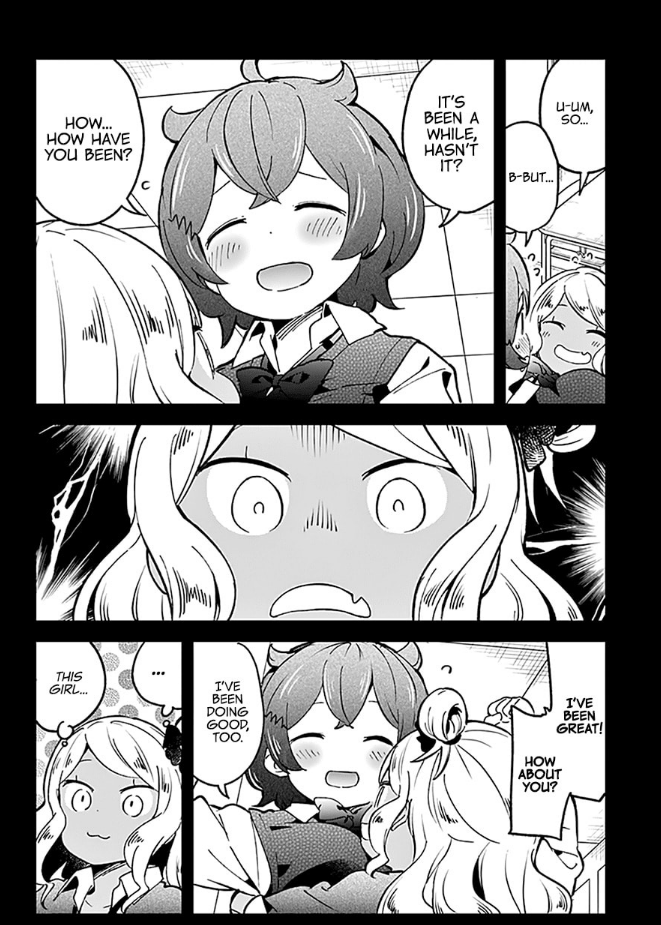 U-UM,
SO...
B-BUT...
IT'S
BEEN A
WHILE,
HASN'T
IT?
HOW...
HOW HAVE
YOU BEEN?
I'VE
BEEN
GREAT!
HOW
ABOUT
YOU?
I'VE
BEEN
DOING
GOOD,
TOO.
...
THIS
GIRL...